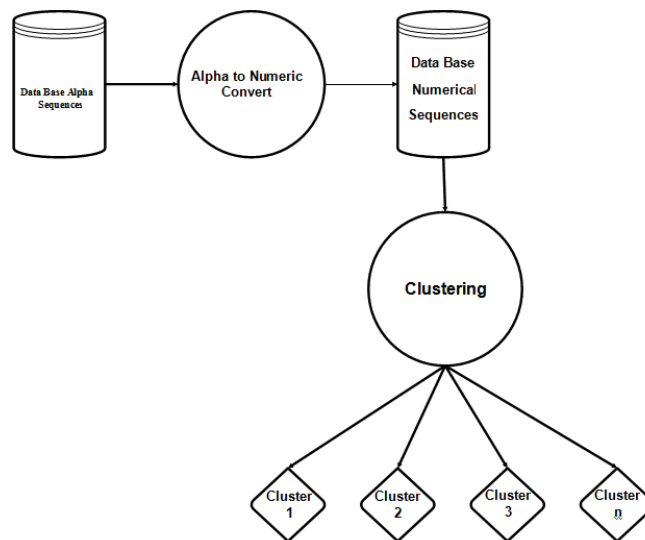 Data Base Alpha
Sequences
Alpha to Numeric
Convert
Data Base
Numerical
Sequences
Clustering
Cluster
1
Cluster
2
Cluster
3
Cluster
n